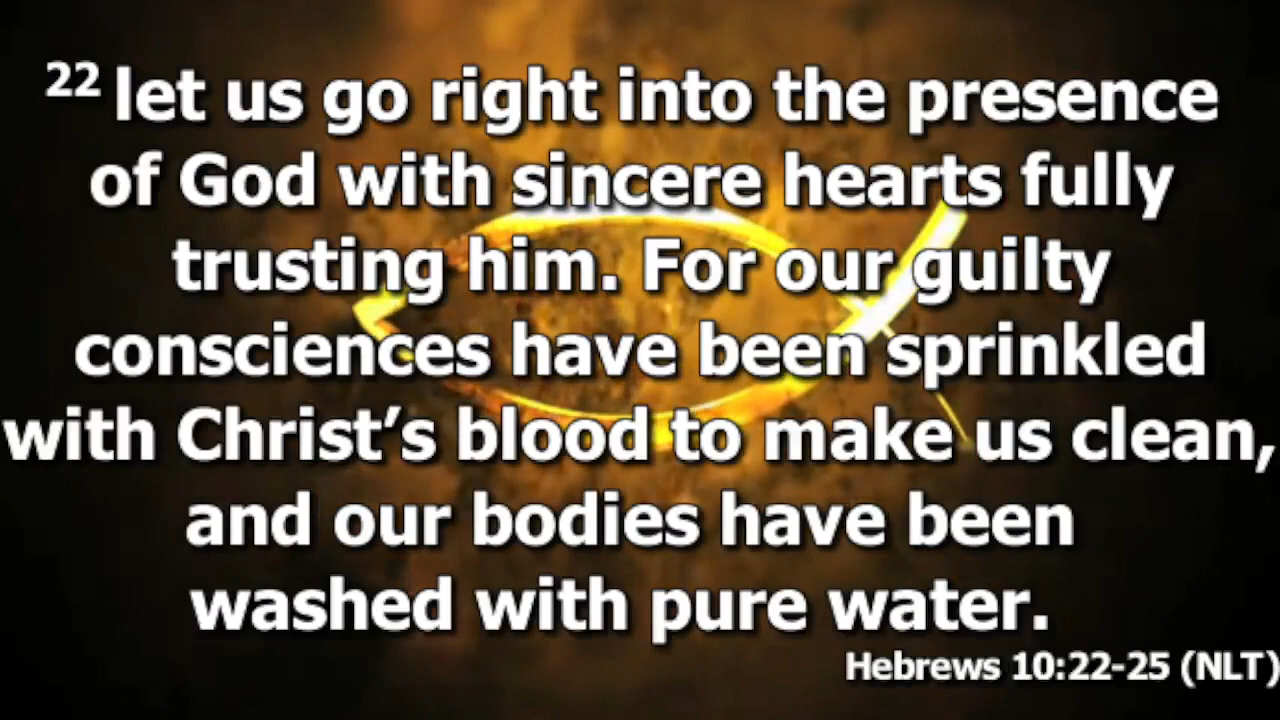 22 let us go right into the presence
of God with sincere hearts fully
trusting him. For our guilty
consciences have been sprinkled
with Christ’s blood to make us clean,
and our bodies have been
washed with pure water.
Hebrews 10:22-25 (NLT)